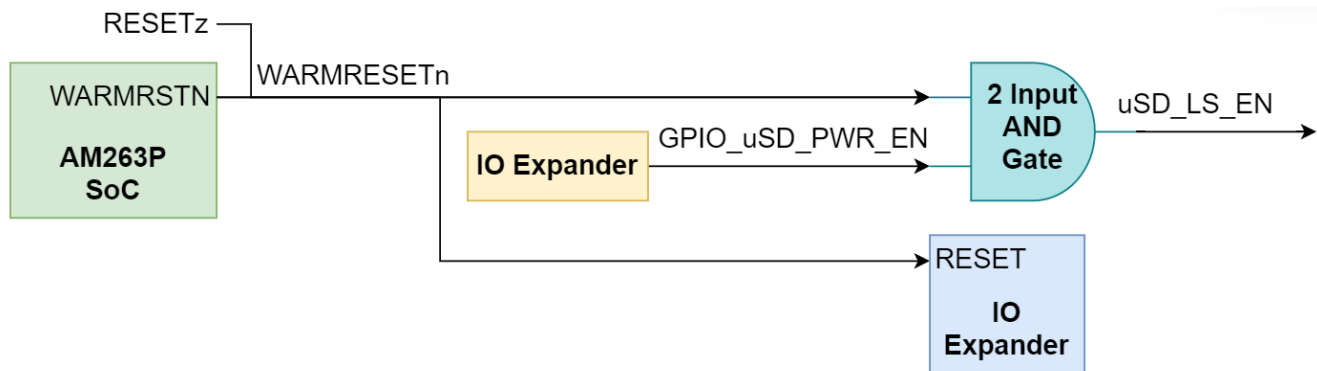 RESETz
WARMRSTN
AM263P
SoC
WARMRESETn
IO Expander
GPIO_uSD_PWR_EN
2 Input
AND
Gate
uSD_LS_EN
RESET
IO
Expander